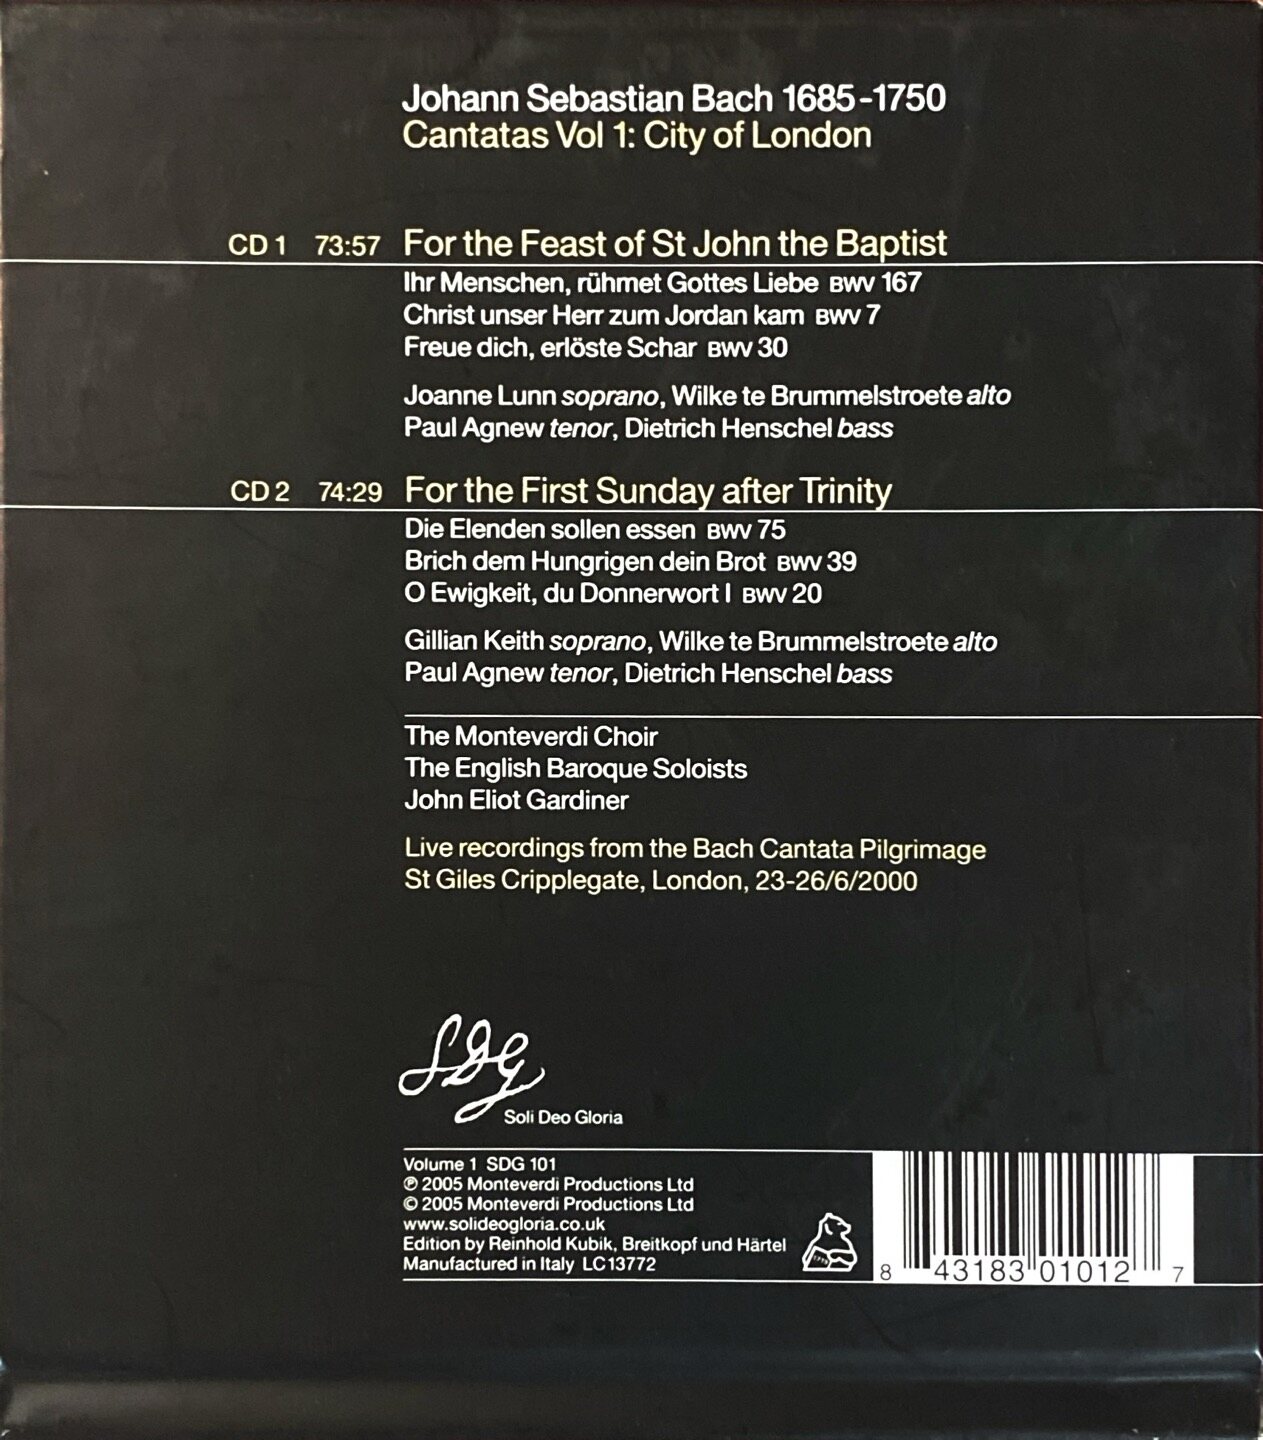 Johann Sebastian Bach 1685-1750
Cantatas Vol 1: City of London
CD 1 73:57 For the Feast of St John the Baptist
Ihr Menschen, rühmet Gottes Liebe BWV 167
Christ unser Herr zum Jordan kam BWV 7
Freue dich, erlöste Schar BWV 30
Joanne Lunn soprano, Wilke te Brummelstroete alto
Paul Agnew tenor, Dietrich Henschel bass
CD 2 74:29 For the First Sunday after Trinity
Die Elenden sollen essen BWV 75
Brich dem Hungrigen dein Brot BWV 39
O Ewigkeit, du Donnerwort I BWV 20
Gillian Keith soprano, Wilke te Brummelstroete alto
Paul Agnew tenor, Dietrich Henschel bass
The Monteverdi Choir
The English Baroque Soloists
John Eliot Gardiner
Live recordings from the Bach Cantata Pilgrimage
St Giles Cripplegate, London, 23-26/6/2000
SDG
Soli Deo Gloria
Volume 1 SDG 101
℗ 2005 Monteverdi Productions Ltd
© 2005 Monteverdi Productions Ltd
www.solideogloria.co.uk
Edition by Reinhold Kubik, Breitkopf und Härtel
Manufactured in Italy LC13772
8 43183 01012 7